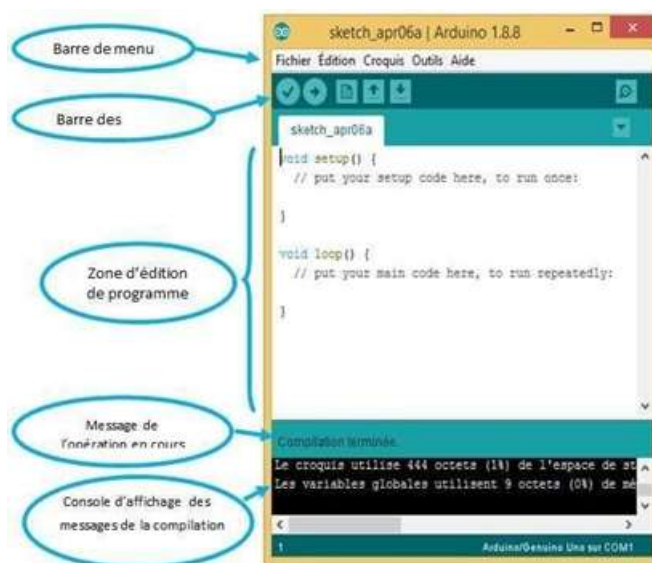 sketch_apr06a | Arduino 1.8.8
Barre de menu
Fichier Édition Croquis Outils Aide
Barre des
sketch_apr06a
void setup() {
// put your setup code here, to run once:
}
void loop() {
// put your main code here, to run repeatedly:
}
Zone d'édition
de programme
Message de
l'opération en cours
Compilation terminée.
Le croquis utilise 444 octets (1%) de l'espace de st
Les variables globales utilisent 9 octets (0%) de mé
Console d'affichage des
messages de la compilation
1
Arduino/Genuino Uno sur COM1